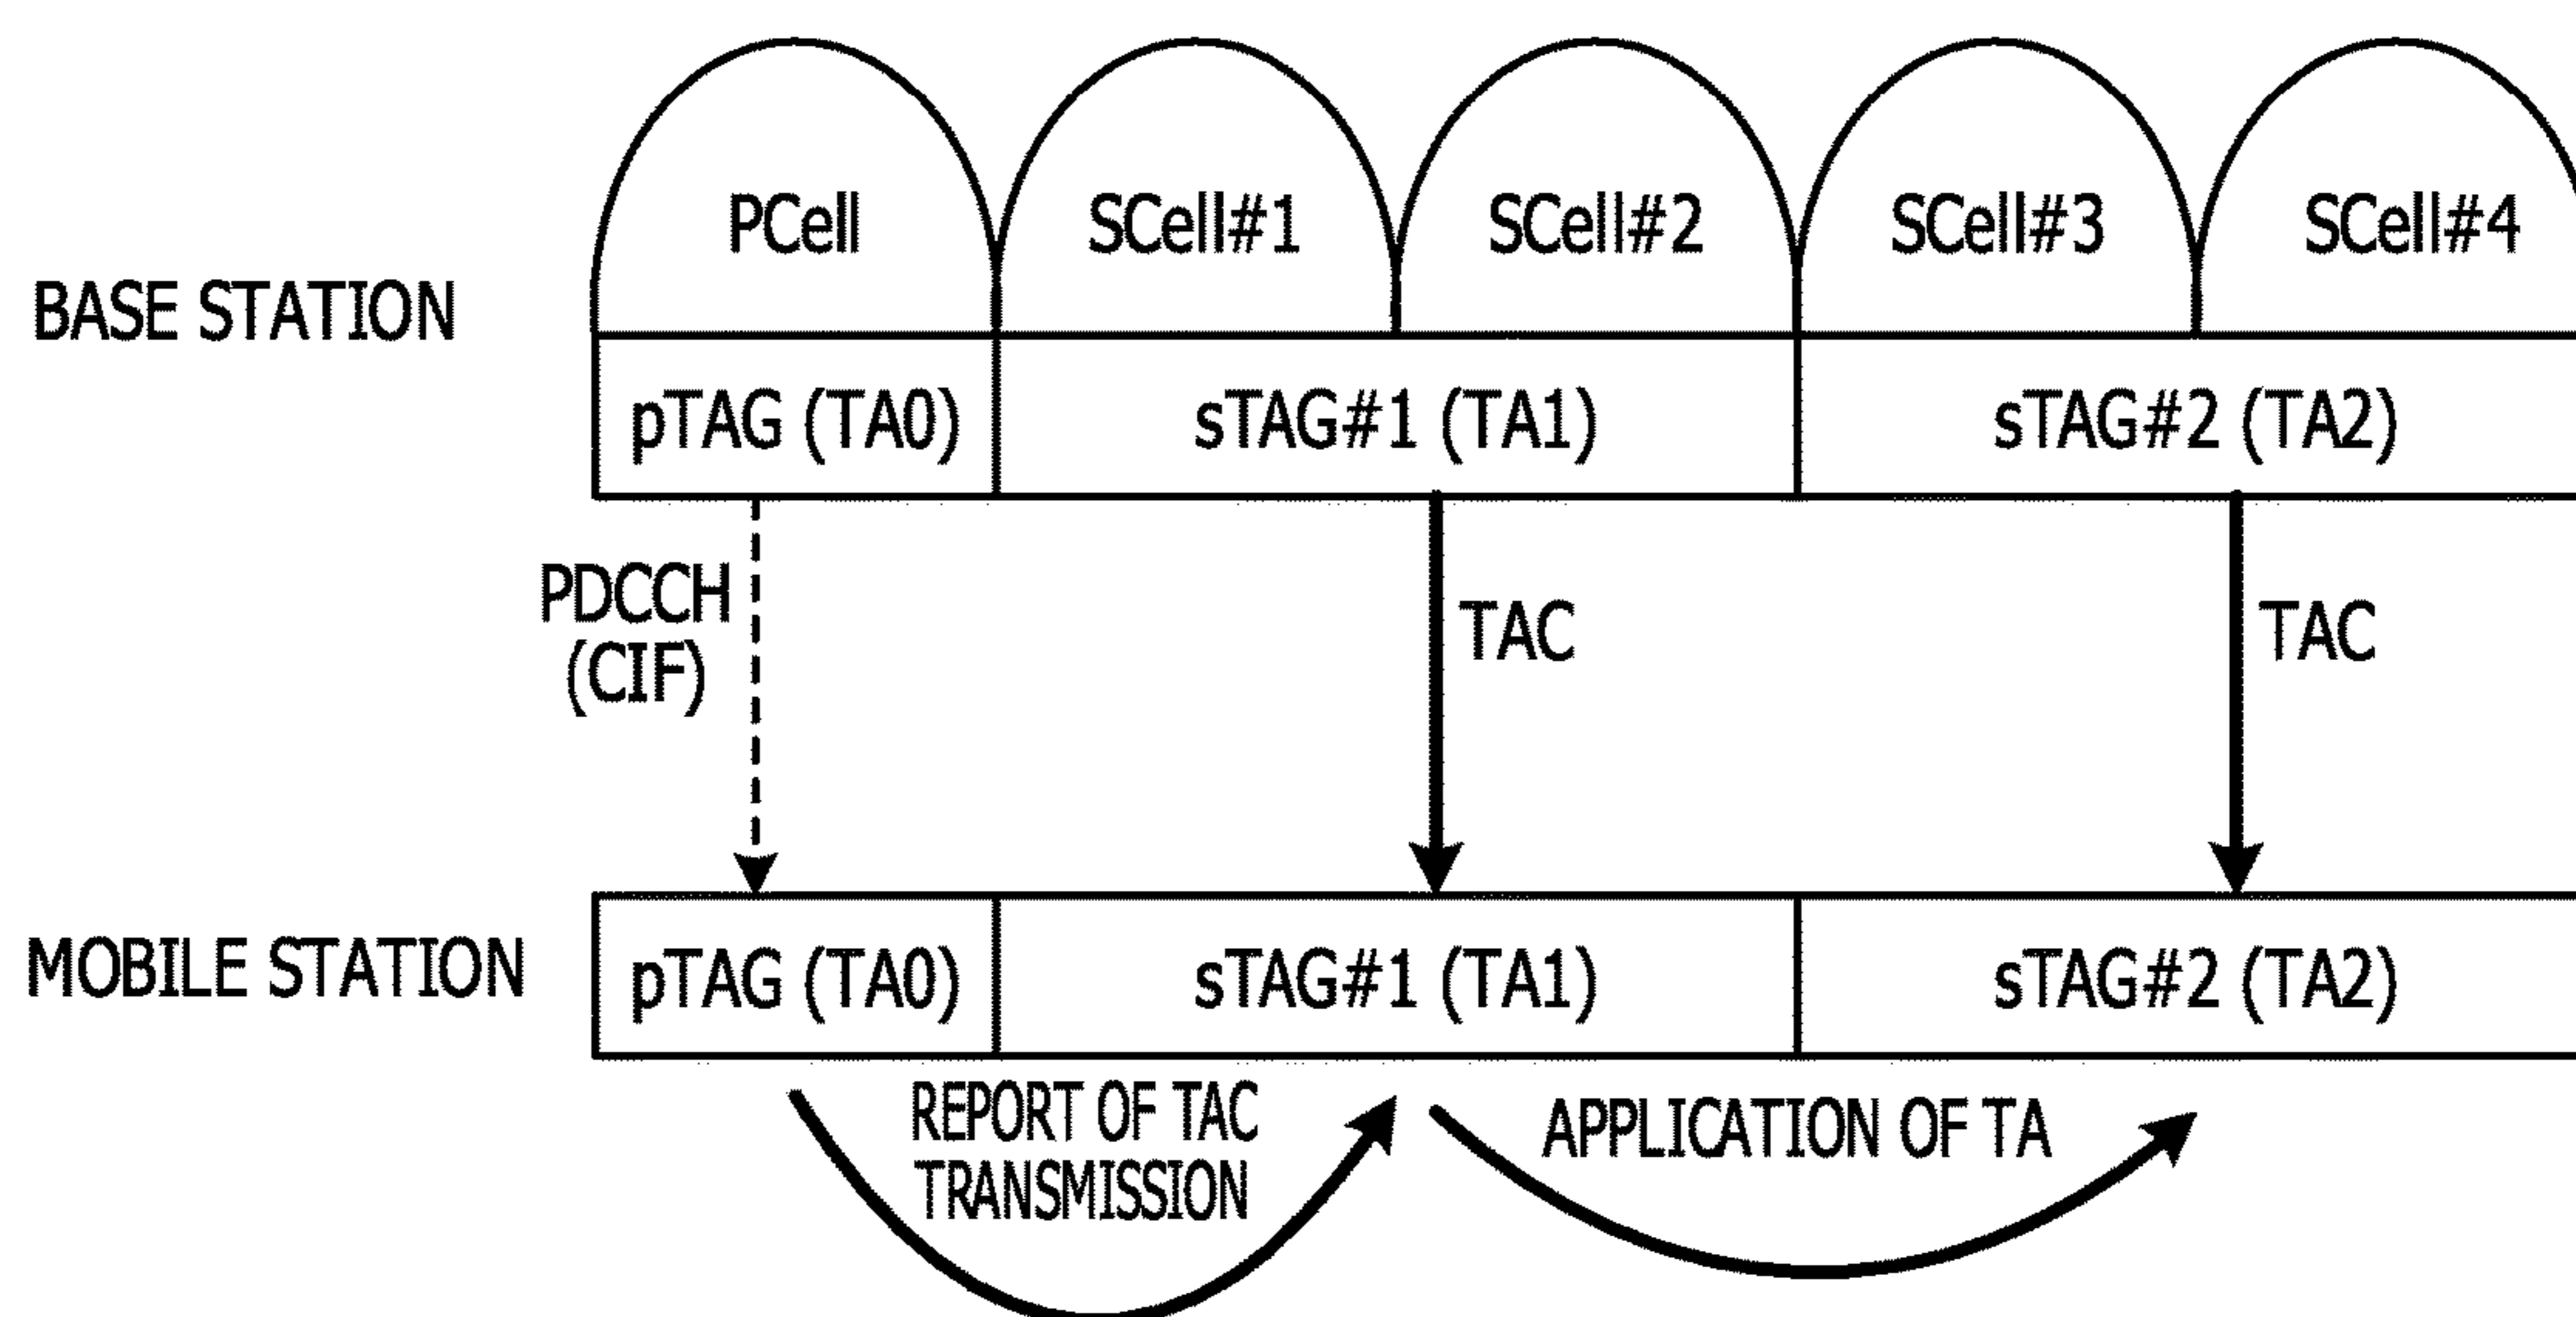 PCell SCell#1 SCell#2 SCell#3 SCell#4
BASE STATION
pTAG (TA0) sTAG#1 (TA1) sTAG#2 (TA2)
PDCCH
(CIF)
TAC TAC
MOBILE STATION pTAG (TA0) sTAG#1 (TA1) sTAG#2 (TA2)
REPORT OF TAC
TRANSMISSION
APPLICATION OF TA